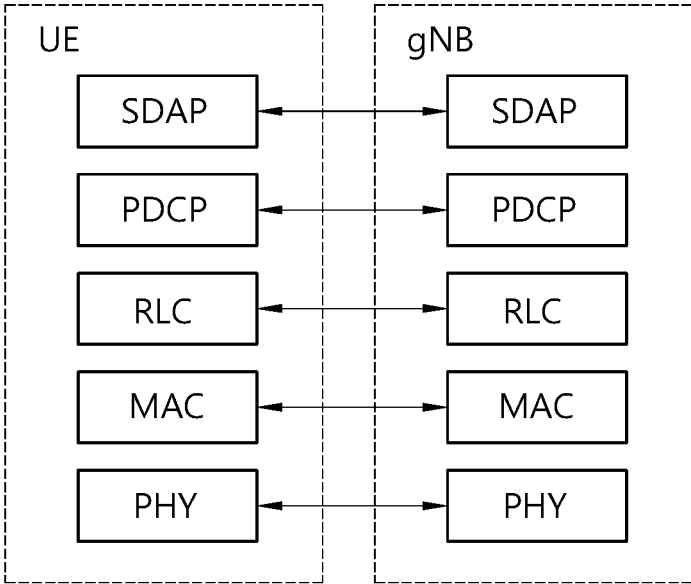 UE gNB
SDAP SDAP
PDCP PDCP
RLC RLC
MAC MAC
PHY PHY